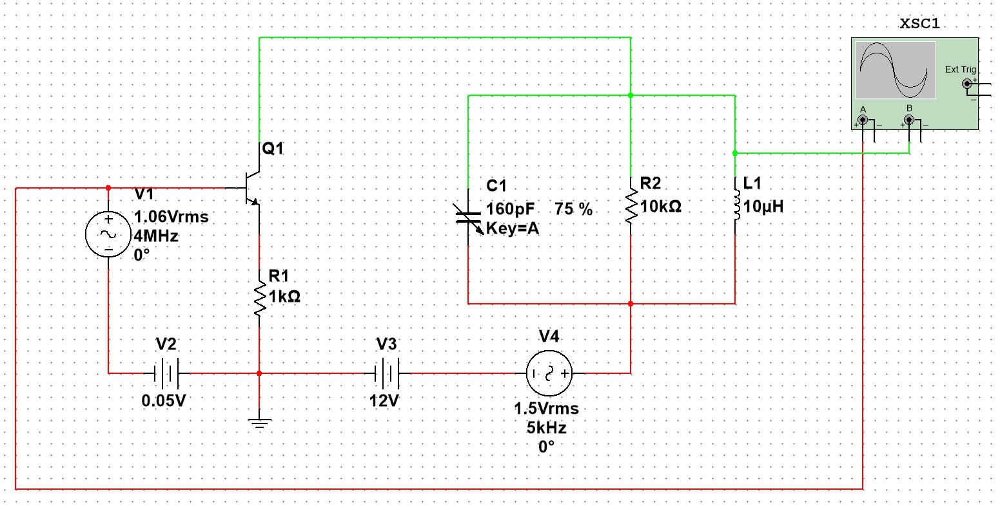 XSC1
Ext Trig
+
−
A
B
+
−
+
−
Q1
V1
+
−
1.06Vrms
4MHz
0°
C1
160pF 75 %
Key=A
R2
10kΩ
L1
10µH
R1
1kΩ
V2
0.05V
V3
12V
V4
−
+
1.5Vrms
5kHz
0°